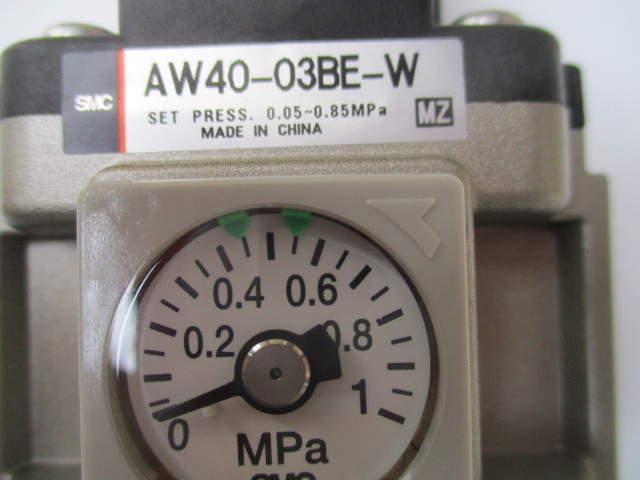 SMC
AW40-03BE-W
SET PRESS. 0.05~0.85MPa
MADE IN CHINA
MZ
0.4 0.6
0.2 0.8
1
0
MPa
SMC